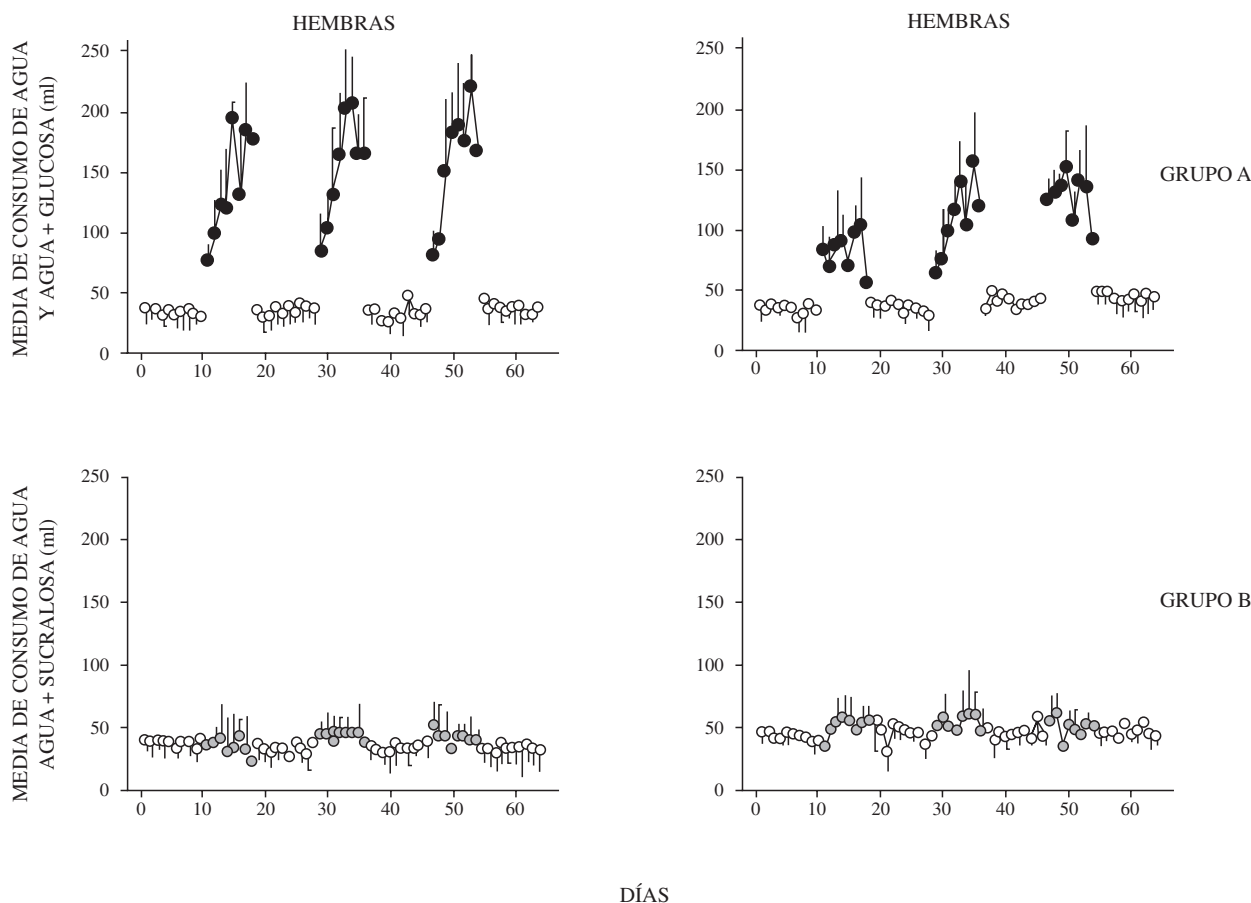 HEMBRAS
HEMBRAS
MEDIA DE CONSUMO DE AGUA
Y AGUA + GLUCOSA (ml)
250
200
150
100
50
0
0 10 20 30 40 50 60
250
200
150
100
50
0
0 10 20 30 40 50 60
GRUPO A
MEDIA DE CONSUMO DE AGUA
AGUA + SUCRALOSA (ml)
250
200
150
100
50
0
0 10 20 30 40 50 60
250
200
150
100
50
0
0 10 20 30 40 50 60
GRUPO B
DÍAS